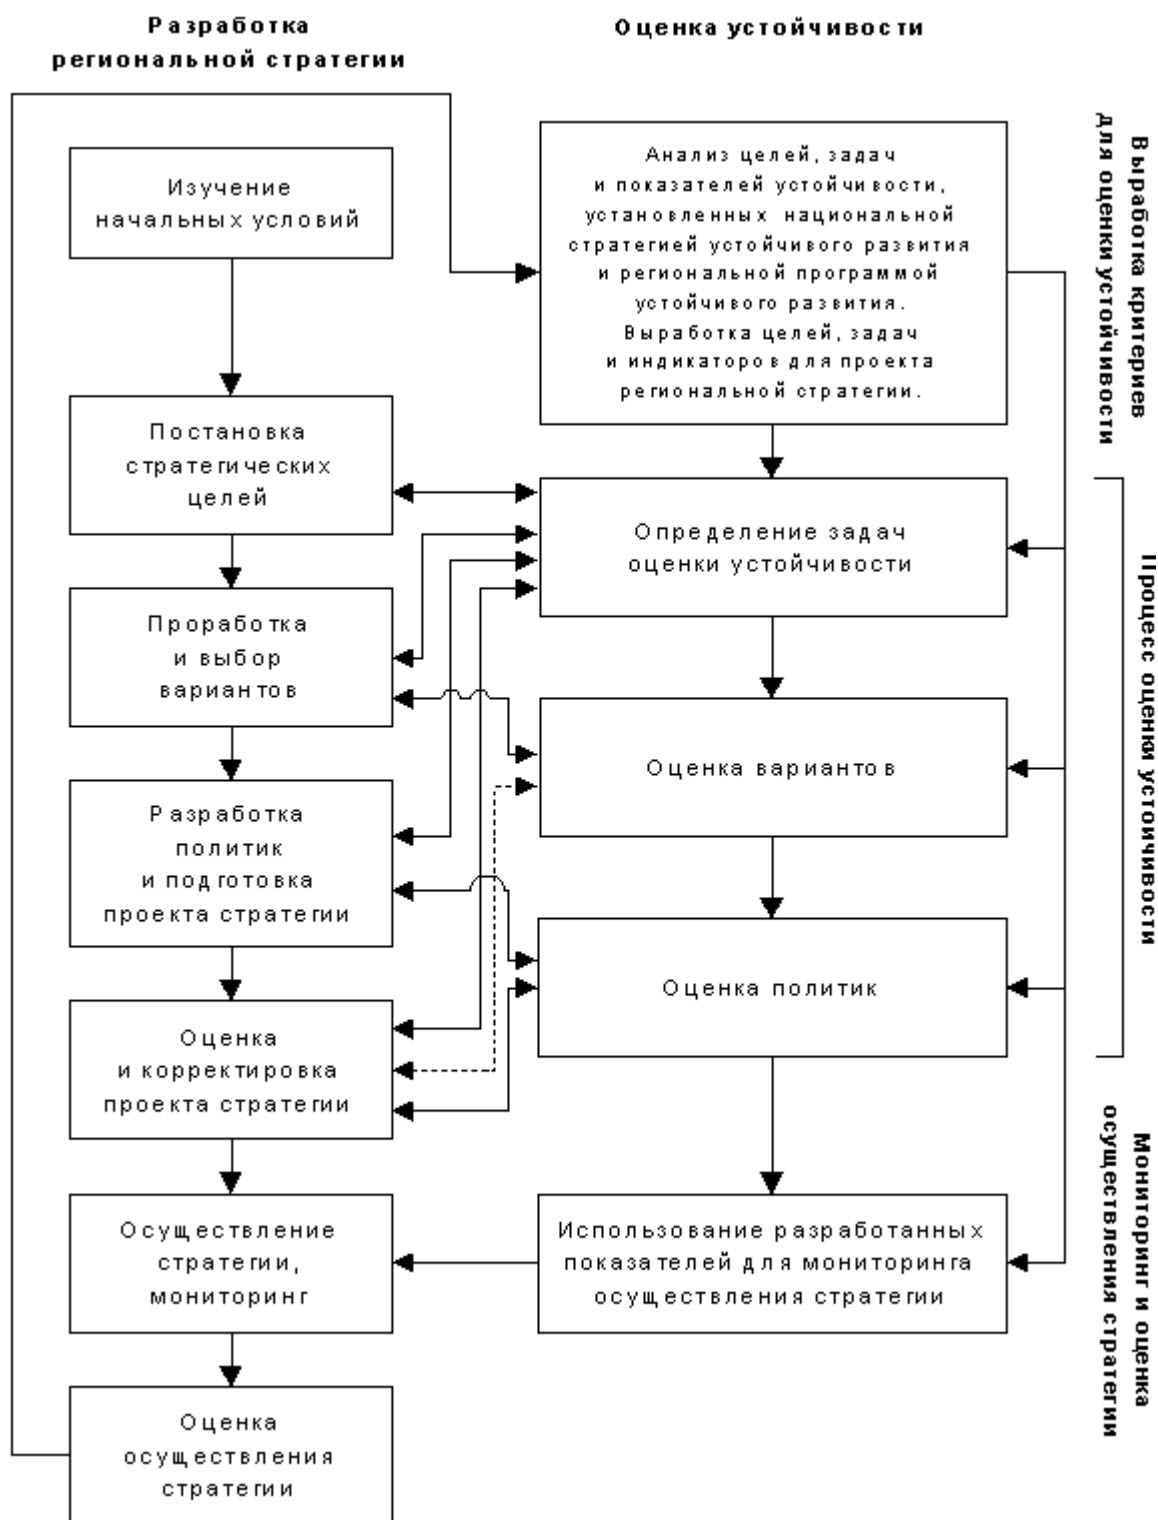 Разработка
региональной стратегии
Оценка устойчивости
Изучение
начальных условий
Анализ целей, задач
и показателей устойчивости,
установленных национальной
стратегией устойчивого развития
и региональной программой
устойчивого развития.
Выработка целей, задач
и индикаторов для проекта
региональной стратегии.
Выработка критериев
для оценки устойчивости
Постановка
стратегических
целей
Определение задач
оценки устойчивости
Процесс оценки устоичивости
Проработка
и выбор
вариантов
Оценка вариантов
Разработка
политик
и подготовка
проекта стратегии
Оценка политик
Оценка
и корректировка
проекта стратегии
Осуществление
стратегии,
мониторинг
Использование разработанных
показателей для мониторинга
осуществления стратегии
Мониторинг и оценка
осуществления стратегии
Оценка
осуществления
стратегии